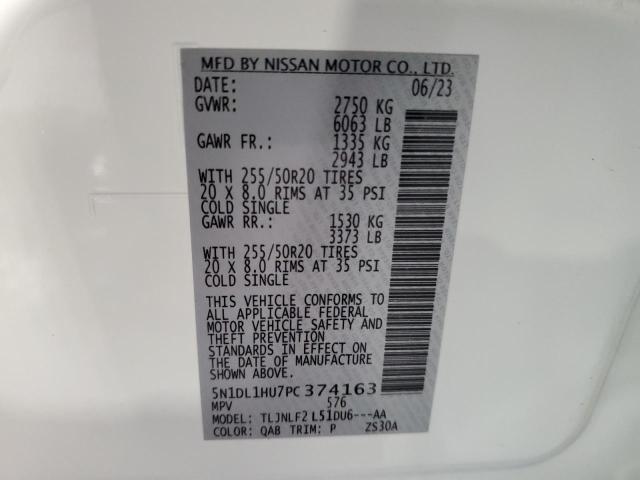 MFD BY NISSAN MOTOR CO., LTD.
DATE: 06/23
GVWR: 2750 KG
6063 LB
GAWR FR.: 1335 KG
2943 LB
WITH 255/50R20 TIRES
20 X 8.0 RIMS AT 35 PSI
COLD SINGLE
GAWR RR.: 1530 KG
3373 LB
WITH 255/50R20 TIRES
20 X 8.0 RIMS AT 35 PSI
COLD SINGLE
THIS VEHICLE CONFORMS TO
ALL APPLICABLE FEDERAL
MOTOR VEHICLE SAFETY AND
THEFT PREVENTION
STANDARDS IN EFFECT ON
THE DATE OF MANUFACTURE
SHOWN ABOVE.
5N1DL1HU7PC374163
MPV 576
MODEL: TLJNLF2 L51DU6---AA
COLOR: QAB TRIM: P ZS30A